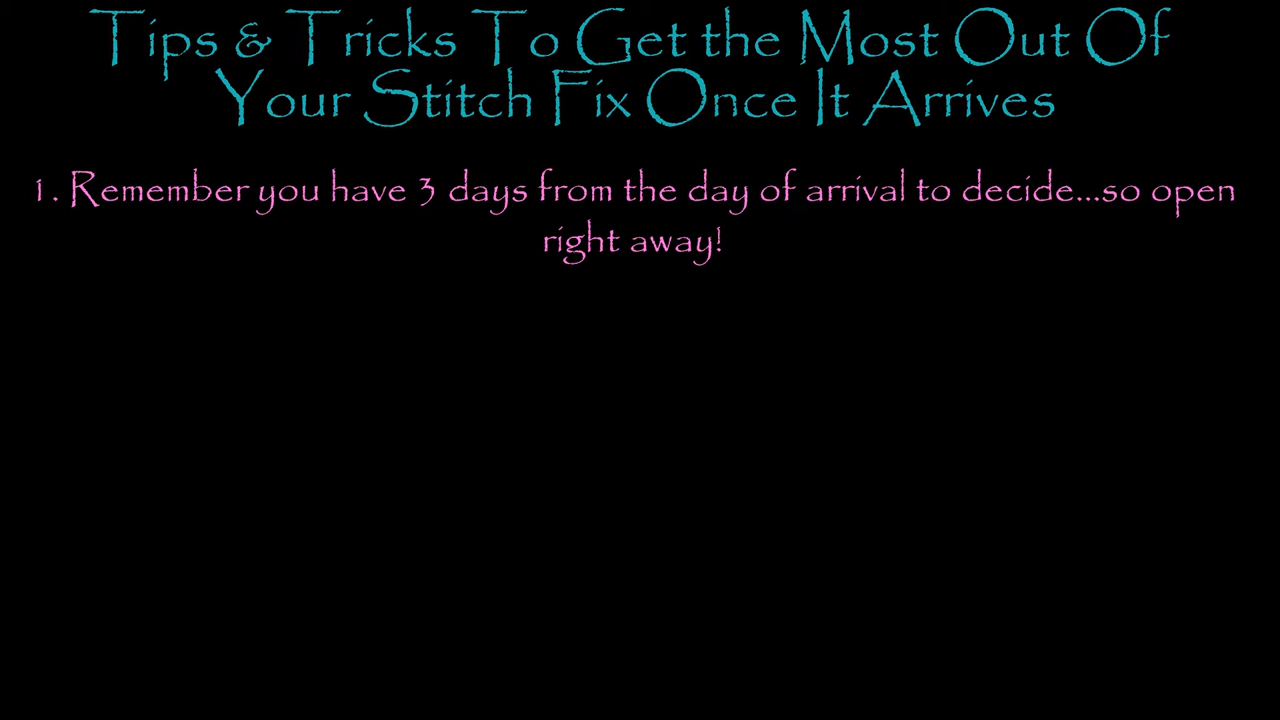 Tips & Tricks To Get the Most Out Of
Your Stitch Fix Once It Arrives
1. Remember you have 3 days from the day of arrival to decide...so open
right away!